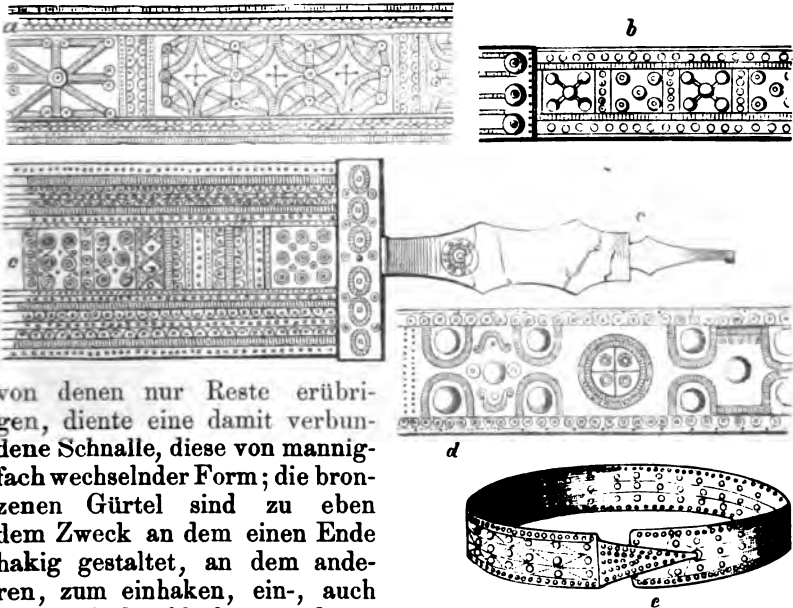 a
b
c
c
von denen nur Reste erübri-
gen, diente eine damit verbun-
dene Schnalle, diese von mannig-
fach wechselnder Form; die bron-
zenen Gürtel sind zu eben
dem Zweck an dem einen Ende
hakig gestaltet, an dem ande-
ren, zum einhaken, ein-, auch
d
e